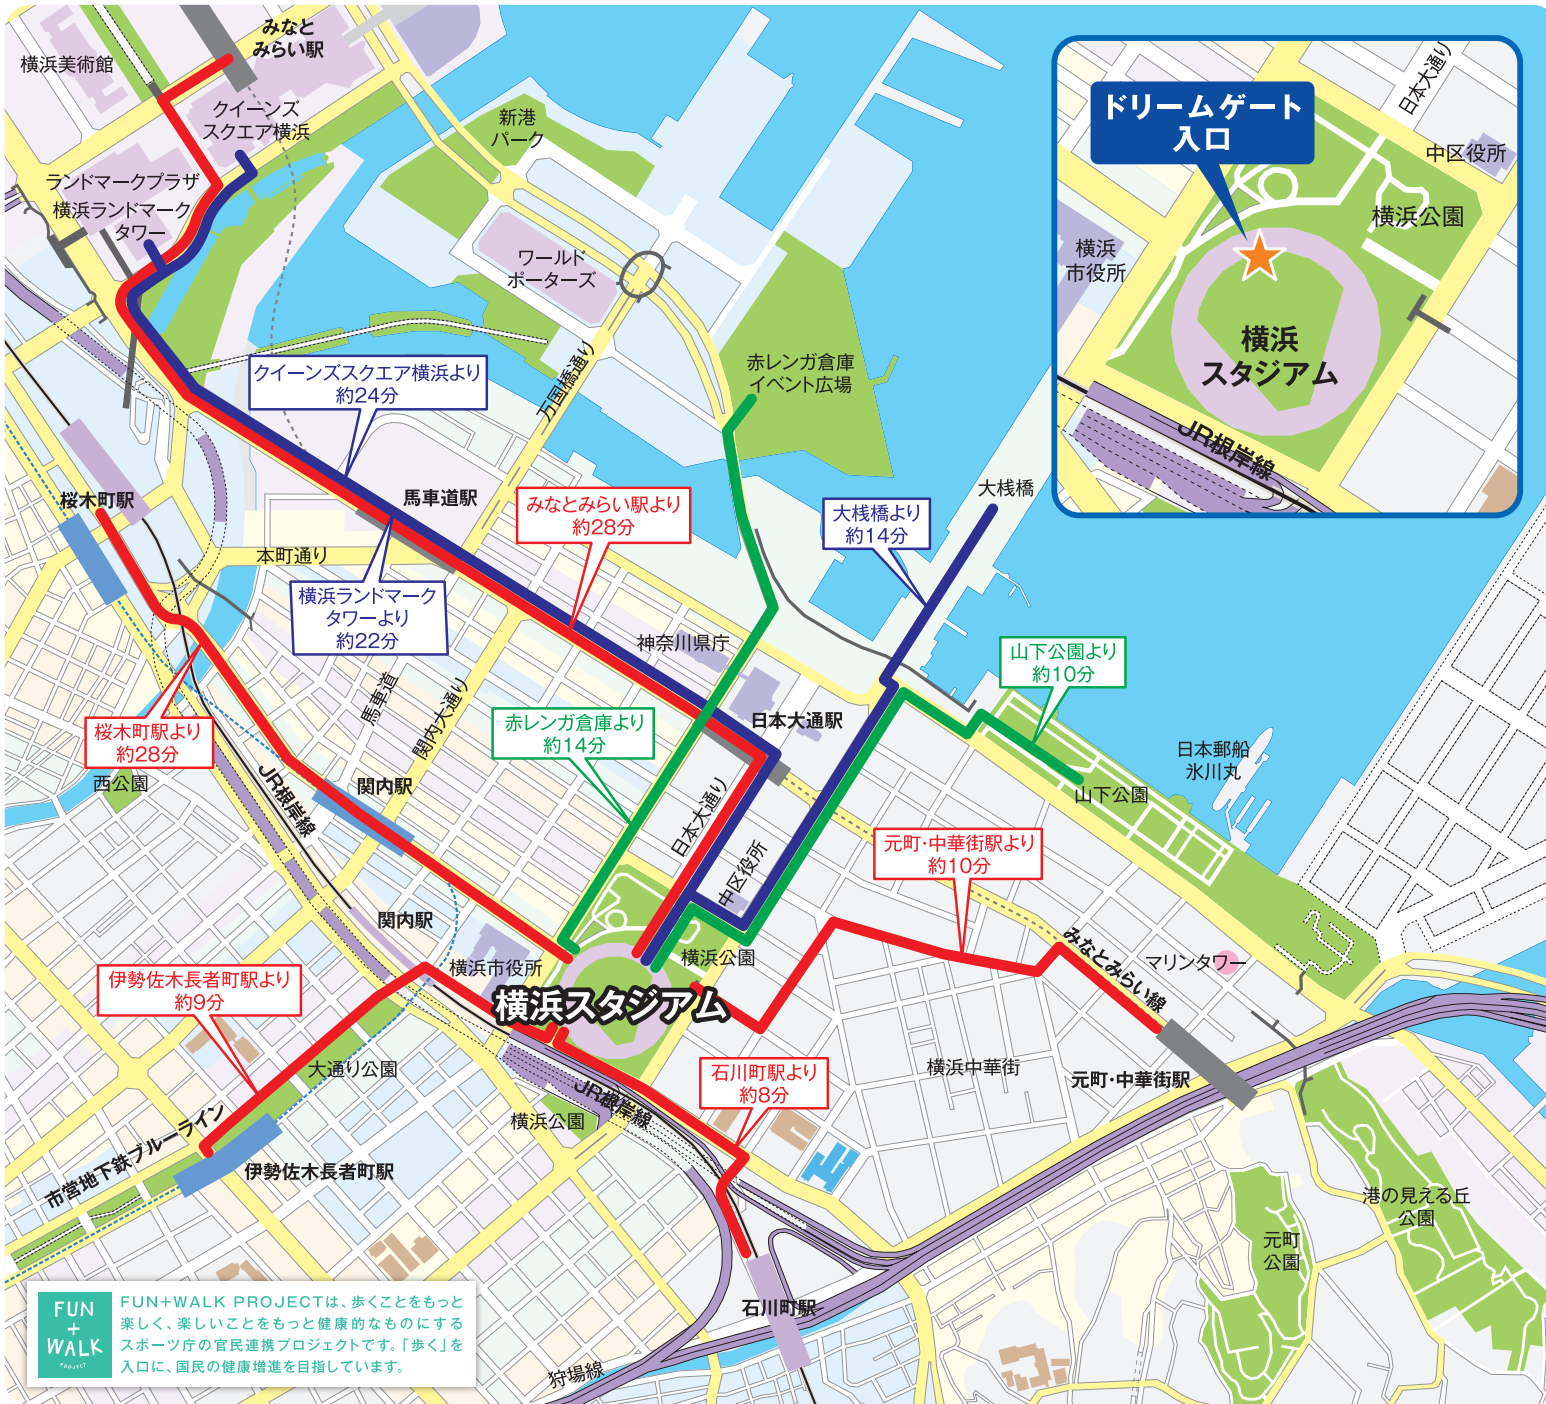 みなと
みらい駅
横浜美術館
クイーンズ
スクエア横浜
ランドマークプラザ
横浜ランドマーク
タワー
新港
パーク
ワールド
ポーターズ
万国橋通り
赤レンガ倉庫
イベント広場
ドリームゲート
入口
日本大通り
中区役所
横浜公園
横浜
市役所
横浜
スタジアム
JR根岸線
クイーンズスクエア横浜より
約24分
桜木町駅
馬車道駅
みなとみらい駅より
約28分
大桟橋より
約14分
大桟橋
本町通り
横浜ランドマーク
タワーより
約22分
神奈川県庁
山下公園より
約10分
馬車道
関内大通り
桜木町駅より
約28分
赤レンガ倉庫より
約14分
日本大通駅
日本郵船
氷川丸
西公園
JR根岸線
関内駅
日本大通り
山下公園
中区役所
元町・中華街駅より
約10分
関内駅
横浜市役所
横浜公園
みなとみらい線
マリンタワー
伊勢佐木長者町駅より
約9分
横浜スタジアム
大通り公園
横浜中華街
元町・中華街駅
石川町駅より
約8分
JR根岸線
横浜公園
市営地下鉄ブルーライン
伊勢佐木長者町駅
港の見える丘
公園
元町
公園
石川町駅
狩場線
FUN
+
WALK
PROJECT
FUN+WALK PROJECTは、歩くことをもっと
楽しく、楽しいことをもっと健康的なものにする
スポーツ庁の官民連携プロジェクトです。「歩く」を
入口に、国民の健康増進を目指しています。